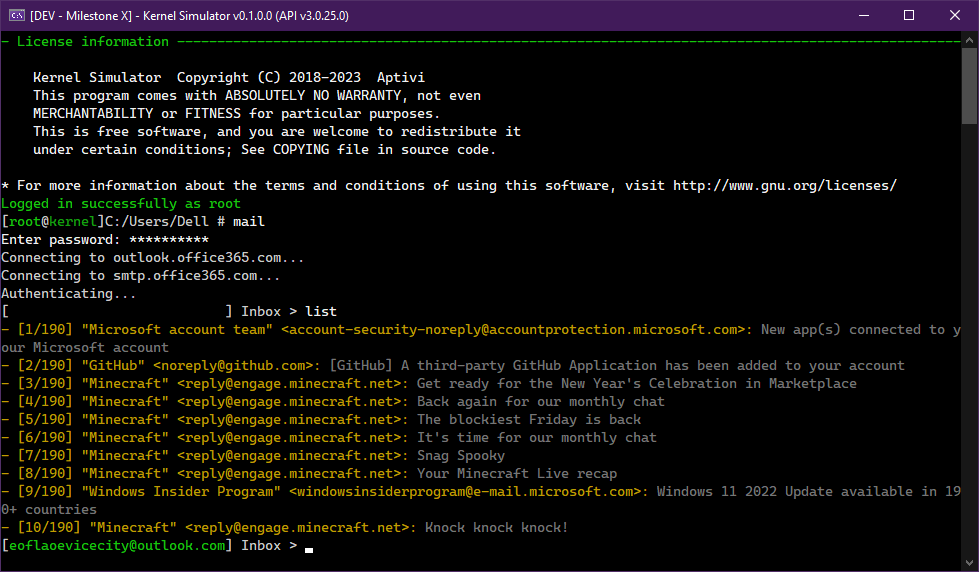 [DEV - Milestone X] - Kernel Simulator v0.1.0.0 (API v3.0.25.0)
- License information ---------------------------------------------------------------------------------------------------
Kernel Simulator  Copyright (C) 2018-2023  Aptivi
This program comes with ABSOLUTELY NO WARRANTY, not even
MERCHANTABILITY or FITNESS for particular purposes.
This is free software, and you are welcome to redistribute it
under certain conditions; See COPYING file in source code.
* For more information about the terms and conditions of using this software, visit http://www.gnu.org/licenses/
Logged in successfully as root
[root@kernel]C:/Users/Dell # mail
Enter password: **********
Connecting to outlook.office365.com...
Connecting to smtp.office365.com...
Authenticating...
[                           ] Inbox > list
- [1/190] "Microsoft account team" <account-security-noreply@accountprotection.microsoft.com>: New app(s) connected to y
our Microsoft account
- [2/190] "GitHub" <noreply@github.com>: [GitHub] A third-party GitHub Application has been added to your account
- [3/190] "Minecraft" <reply@engage.minecraft.net>: Get ready for the New Year's Celebration in Marketplace
- [4/190] "Minecraft" <reply@engage.minecraft.net>: Back again for our monthly chat
- [5/190] "Minecraft" <reply@engage.minecraft.net>: The blockiest Friday is back
- [6/190] "Minecraft" <reply@engage.minecraft.net>: It's time for our monthly chat
- [7/190] "Minecraft" <reply@engage.minecraft.net>: Snag Spooky
- [8/190] "Minecraft" <reply@engage.minecraft.net>: Your Minecraft Live recap
- [9/190] "Windows Insider Program" <windowsinsiderprogram@e-mail.microsoft.com>: Windows 11 2022 Update available in 19
0+ countries
- [10/190] "Minecraft" <reply@engage.minecraft.net>: Knock knock knock!
[eoflaoevicecity@outlook.com] Inbox >